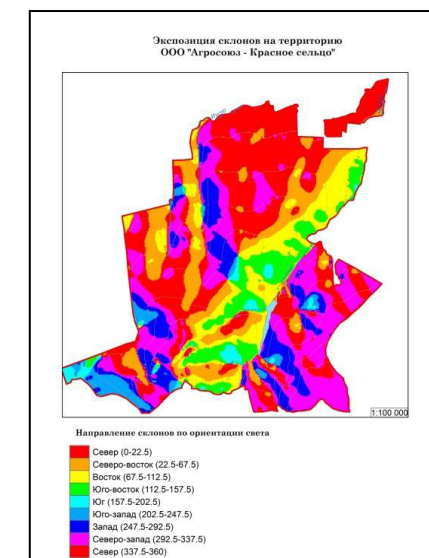 Экспозиция склонов на территорию
ООО "Агросоюз - Красное сельцо"
1:100 000
Направление склонов по ориентации света
Север (0-22.5)
Северо-восток (22.5-67.5)
Восток (67.5-112.5)
Юго-восток (112.5-157.5)
Юг (157.5-202.5)
Юго-запад (202.5-247.5)
Запад (247.5-292.5)
Северо-запад (292.5-337.5)
Север (337.5-360)